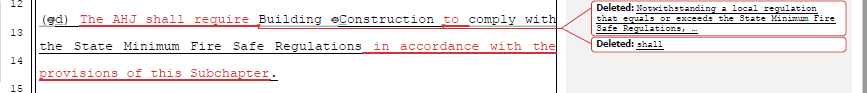 12
(gd) The AHJ shall require Building cConstruction to comply with
13
the State Minimum Fire Safe Regulations in accordance with the
14
provisions of this Subchapter.
15
Deleted: Notwithstanding a local regulation
that equals or exceeds the State Minimum Fire
Safe Regulations, …
Deleted: shall